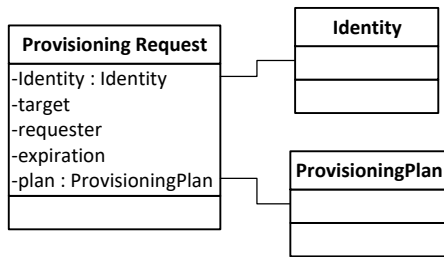 Provisioning Request
-Identity : Identity
-target
-requester
-expiration
-plan : ProvisioningPlan
Identity
ProvisioningPlan